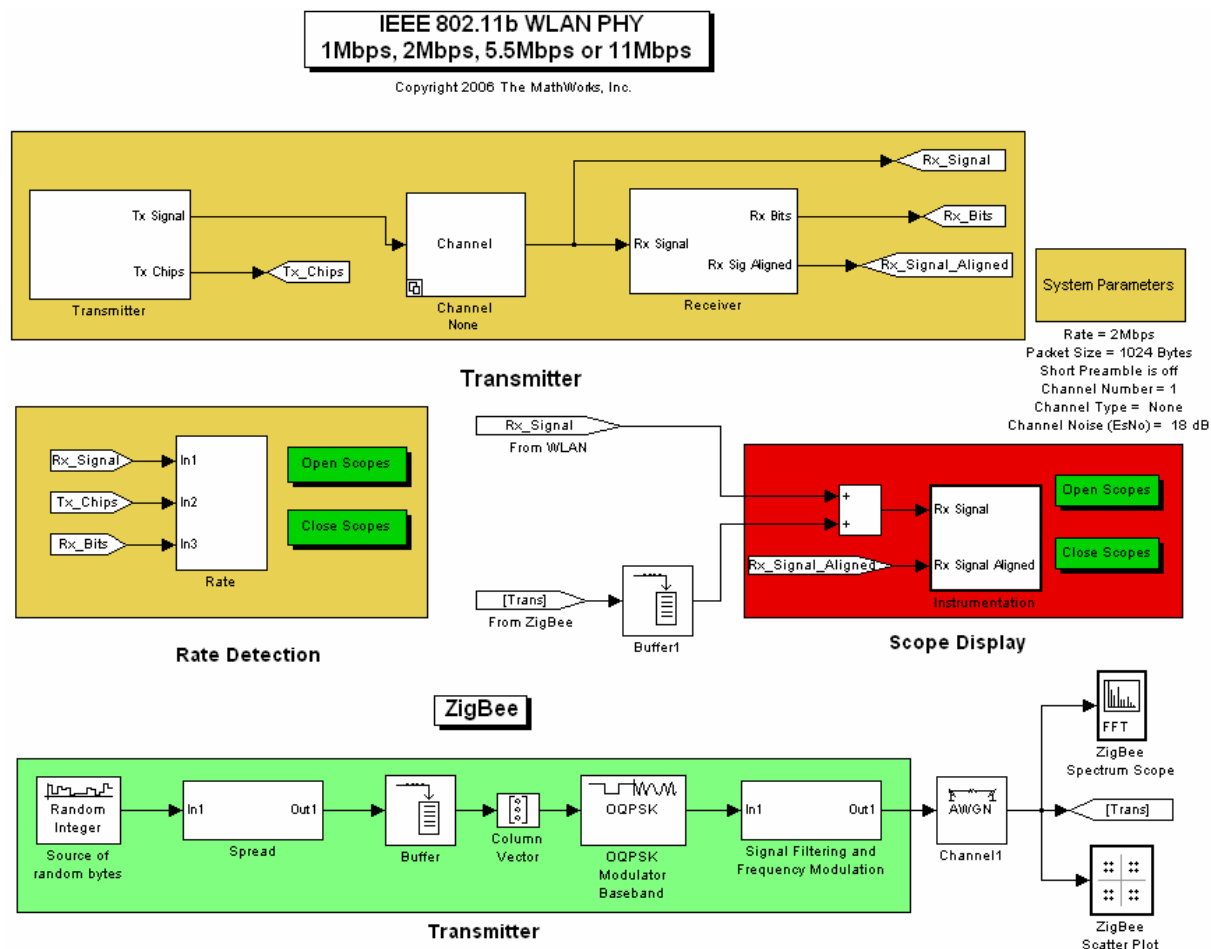 IEEE 802.11b WLAN PHY
1Mbps, 2Mbps, 5.5Mbps or 11Mbps
Copyright 2006 The MathWorks, Inc.
Tx Signal
Tx Chips
Transmitter
Tx_Chips
Channel
Channel
None
Rx Signal
Rx Bits
Rx Sig Aligned
Receiver
Rx_Signal
Rx_Bits
Rx_Signal_Aligned
System Parameters
Rate = 2Mbps
Packet Size = 1024 Bytes
Short Preamble is off
Channel Number = 1
Channel Type = None
Channel Noise (EsNo) = 18 dB
Transmitter
Rx_Signal
Tx_Chips
Rx_Bits
In1
In2
In3
Rate
Open Scopes
Close Scopes
Rate Detection
Rx_Signal
From WLAN
[Trans]
From ZigBee
Buffer1
+
+
Rx_Signal_Aligned
Rx Signal
Rx Signal Aligned
Instrumentation
Open Scopes
Close Scopes
Scope Display
ZigBee
Random
Integer
Source of
random bytes
In1
Out1
Spread
Buffer
Column
Vector
OQPSK
OQPSK
Modulator
Baseband
In1
Out1
Signal Filtering and
Frequency Modulation
Transmitter
AWGN
Channel1
FFT
ZigBee
Spectrum Scope
[Trans]
ZigBee
Scatter Plot